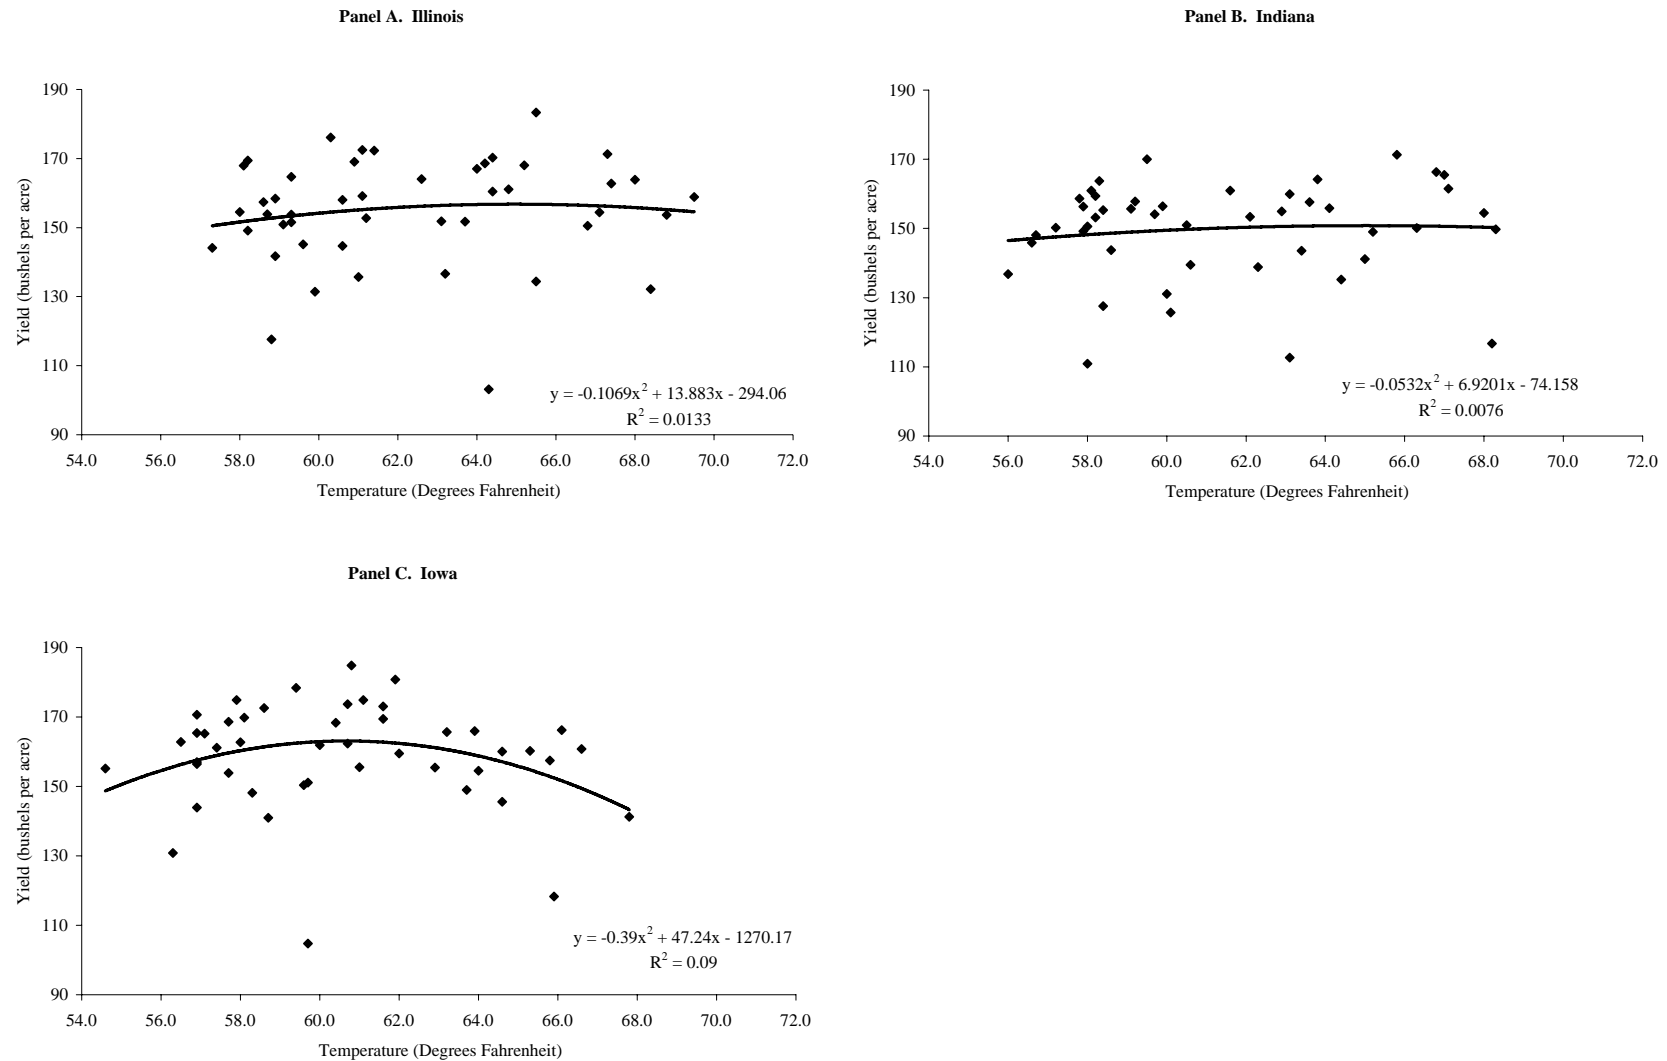 Panel A.  Illinois
190
170
150
130
110
90
Yield (bushels per acre)
y = -0.1069x² + 13.883x - 294.06
R² = 0.0133
54.0 56.0 58.0 60.0 62.0 64.0 66.0 68.0 70.0 72.0
Temperature (Degrees Fahrenheit)
Panel B.  Indiana
190
170
150
130
110
90
Yield (bushels per acre)
y = -0.0532x² + 6.9201x - 74.158
R² = 0.0076
54.0 56.0 58.0 60.0 62.0 64.0 66.0 68.0 70.0 72.0
Temperature (Degrees Fahrenheit)
Panel C.  Iowa
190
170
150
130
110
90
Yield (bushels per acre)
y = -0.39x² + 47.24x - 1270.17
R² = 0.09
54.0 56.0 58.0 60.0 62.0 64.0 66.0 68.0 70.0 72.0
Temperature (Degrees Fahrenheit)